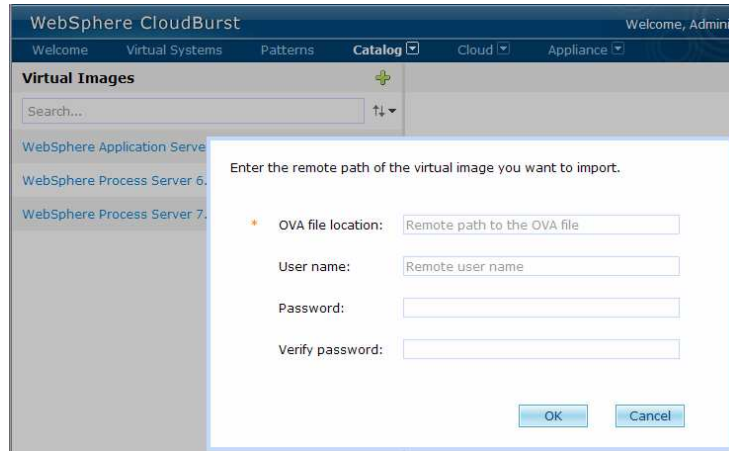 WebSphere CloudBurst
Welcome, Admini
Welcome Virtual Systems Patterns Catalog Cloud Appliance
Virtual Images
Search...
WebSphere Application Serve
WebSphere Process Server 6.
WebSphere Process Server 7.
Enter the remote path of the virtual image you want to import.
* OVA file location: Remote path to the OVA file
User name: Remote user name
Password:
Verify password:
OK Cancel